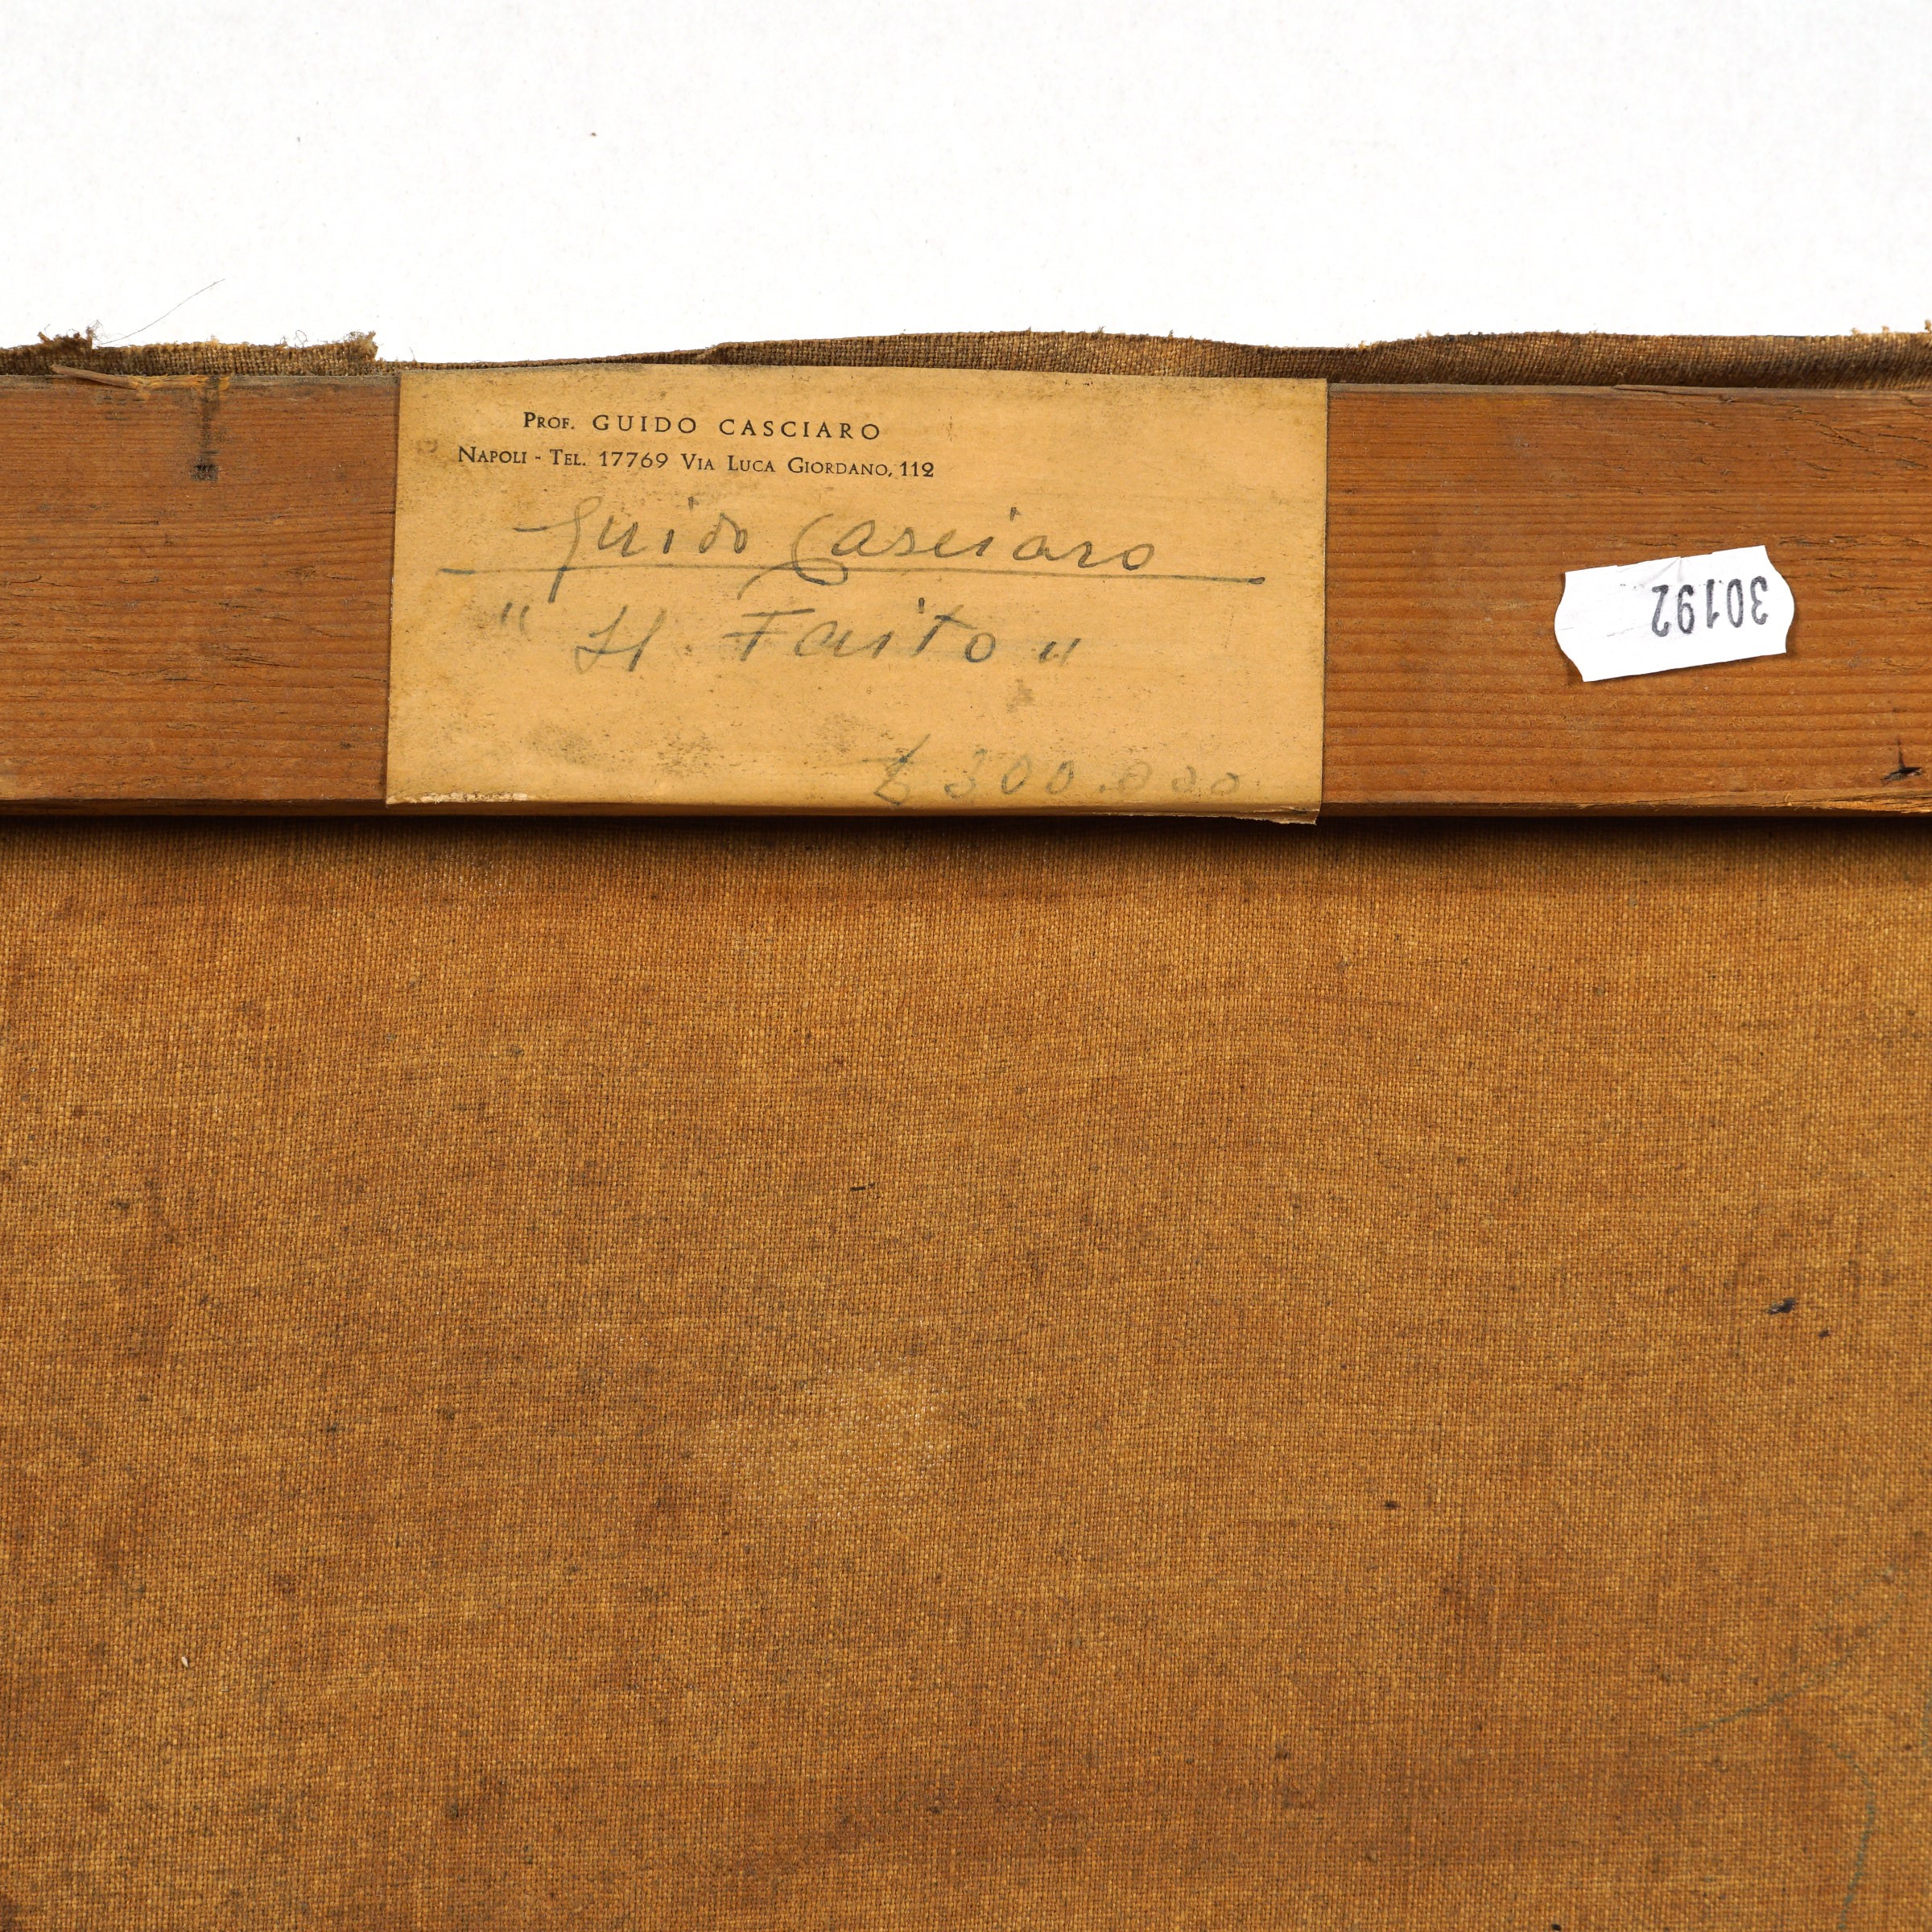 Prof. GUIDO CASCIARO
Napoli - Tel. 17769 Via Luca Giordano, 112
Guido Casciaro
" Il Faito "
£ 300.000
30192